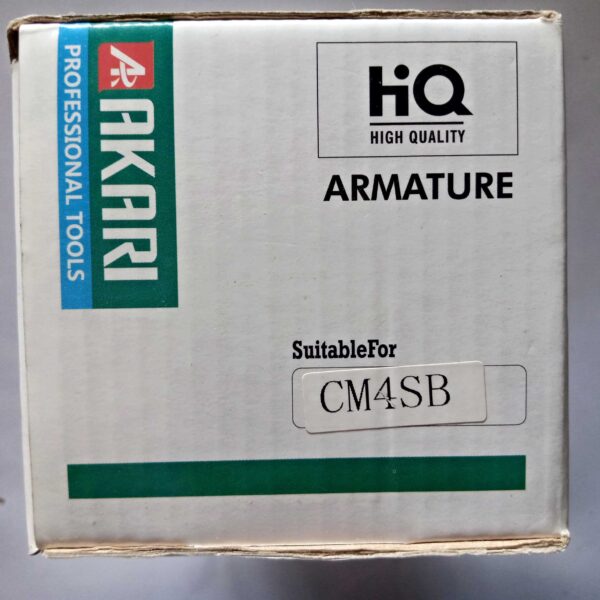 AKARI
PROFESSIONAL TOOLS
HiQ
HIGH QUALITY
ARMATURE
SuitableFor
CM4SB